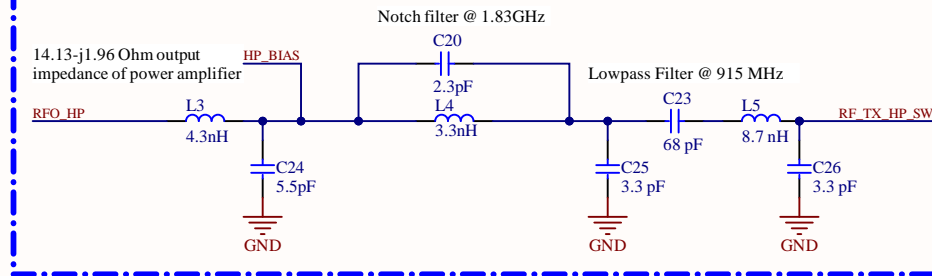 Notch filter @ 1.83GHz
14.13-j1.96 Ohm output
impedance of power amplifier
HP_BIAS
C20
2.3pF
Lowpass Filter @ 915 MHz
RFO_HP
L3
4.3nH
L4
3.3nH
C23
68 pF
L5
8.7 nH
RF_TX_HP_SW
C24
5.5pF
C25
3.3 pF
C26
3.3 pF
GND
GND
GND